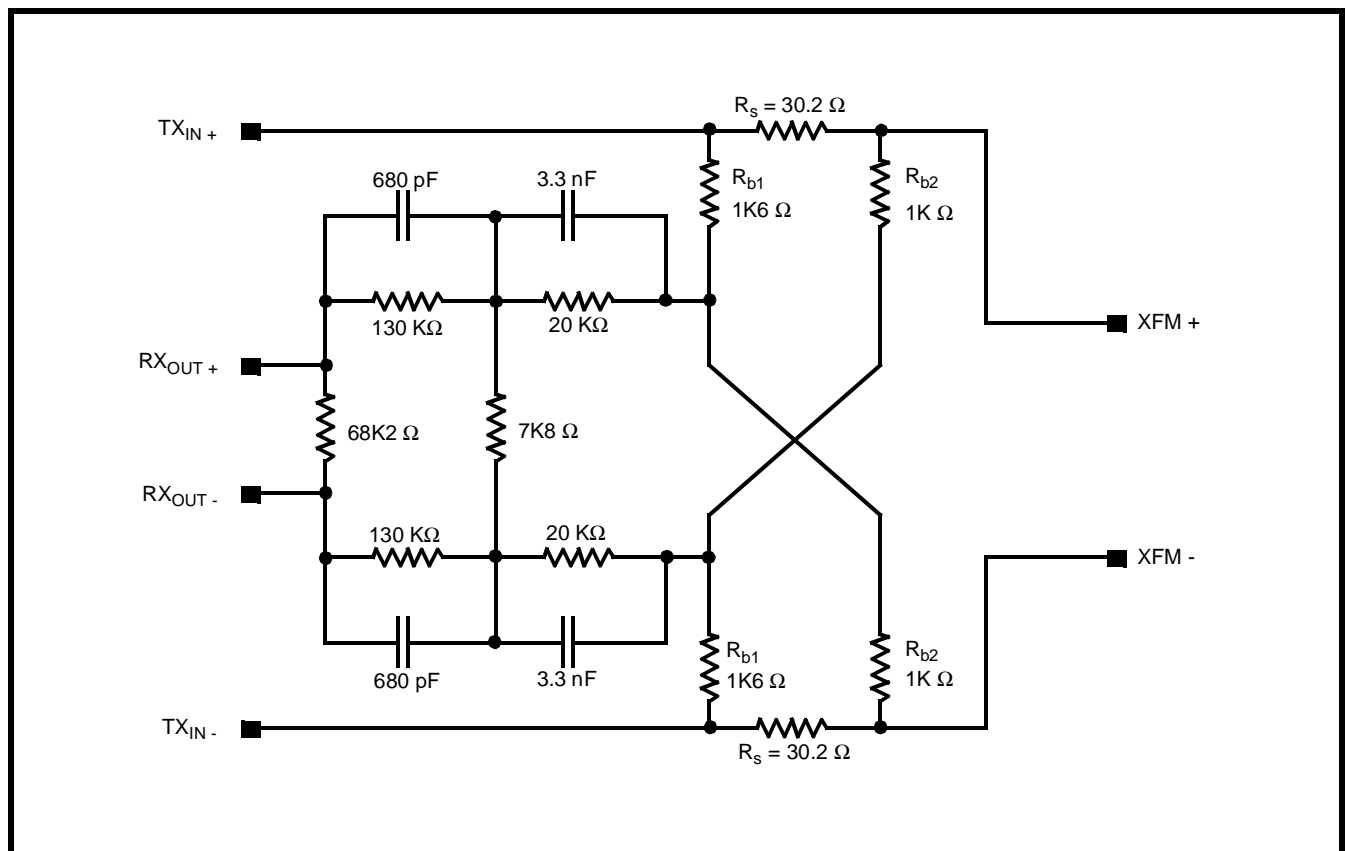 R_s = 30.2 Ω
TX_IN +
680 pF
3.3 nF
R_b1
1K6 Ω
R_b2
1K Ω
130 KΩ
20 KΩ
XFM +
RX_OUT +
68K2 Ω
7K8 Ω
RX_OUT -
130 KΩ
20 KΩ
XFM -
R_b1
1K6 Ω
R_b2
1K Ω
680 pF
3.3 nF
TX_IN -
R_s = 30.2 Ω